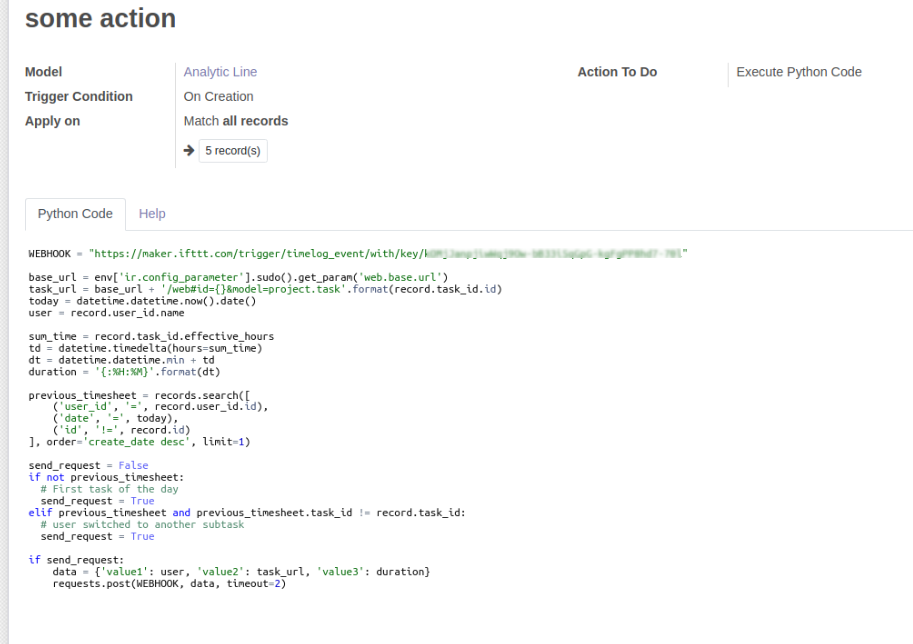 some action
Model
Analytic Line
Action To Do
Execute Python Code
Trigger Condition
On Creation
Apply on
Match all records
5 record(s)
Python Code
Help
WEBHOOK = "https://maker.ifttt.com/trigger/timelog_event/with/key/
base_url = env['ir.config_parameter'].sudo().get_param('web.base.url')
task_url = base_url + '/web#id={}&model=project.task'.format(record.task_id.id)
today = datetime.datetime.now().date()
user = record.user_id.name
sum_time = record.task_id.effective_hours
td = datetime.timedelta(hours=sum_time)
dt = datetime.datetime.min + td
duration = '{:%H:%M}'.format(dt)
previous_timesheet = records.search([
    ('user_id', '=', record.user_id.id),
    ('date', '=', today),
    ('id', '!=', record.id)
], order='create_date desc', limit=1)
send_request = False
if not previous_timesheet:
  # First task of the day
  send_request = True
elif previous_timesheet and previous_timesheet.task_id != record.task_id:
  # user switched to another subtask
  send_request = True
if send_request:
    data = {'value1': user, 'value2': task_url, 'value3': duration}
    requests.post(WEBHOOK, data, timeout=2)